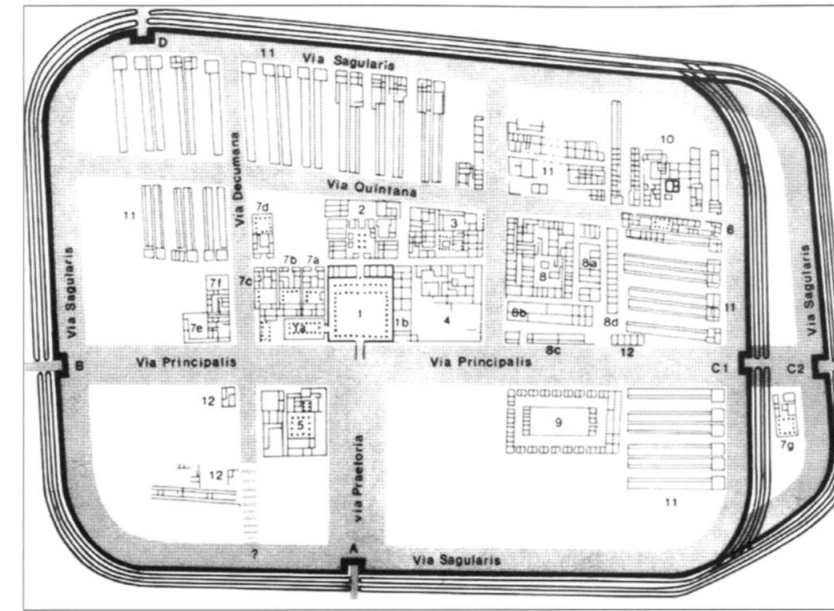 D
11
Via Sagularis
10
11
Via Decumana
Via Quintana
11
7d
2
3
6
7f
7c
7b
7a
8
8a
11
Via Sagularis
Via Sagularis
1
1b
4
8b
8d
7e
7a
8c
12
B
Via Principalis
Via Principalis
C1
C2
12
5
9
7g
12
Via Praetoria
11
?
A
Via Sagularis